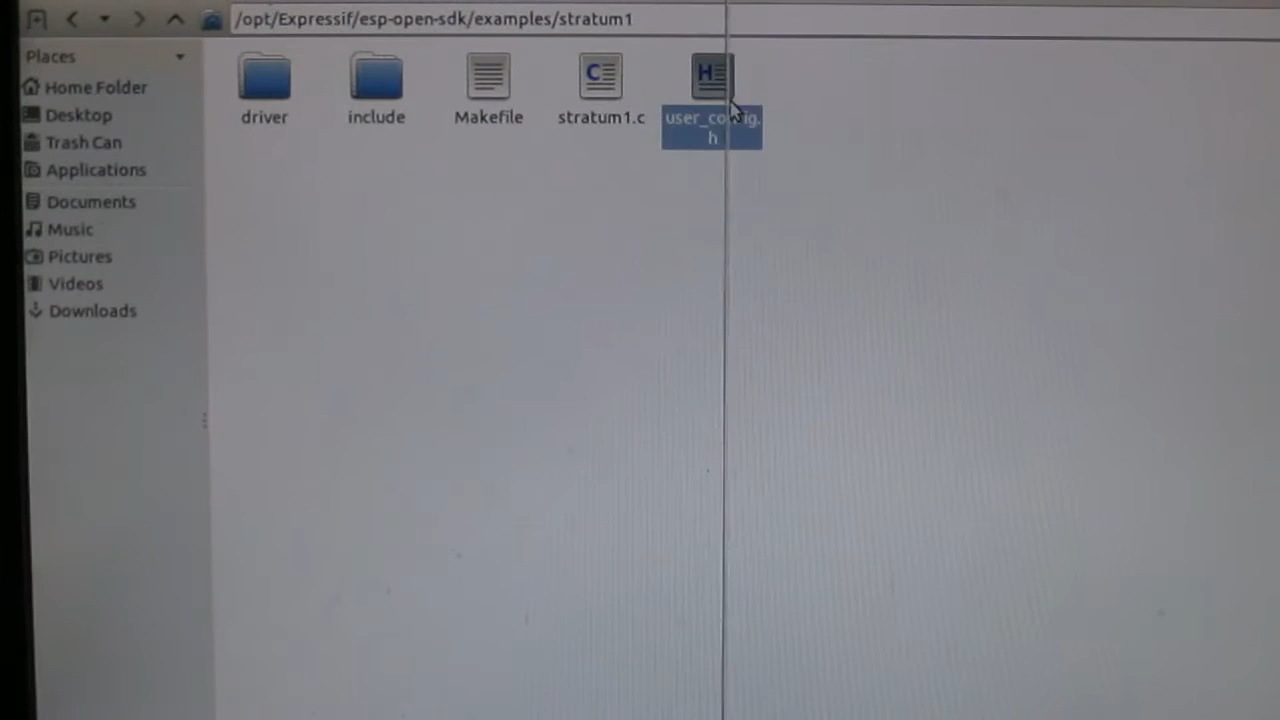 /opt/Expressif/esp-open-sdk/examples/stratum1
Places
Home Folder
Desktop
Trash Can
Applications
Documents
Music
Pictures
Videos
Downloads
driver
include
Makefile
C
stratum1.c
H
user_config.
h